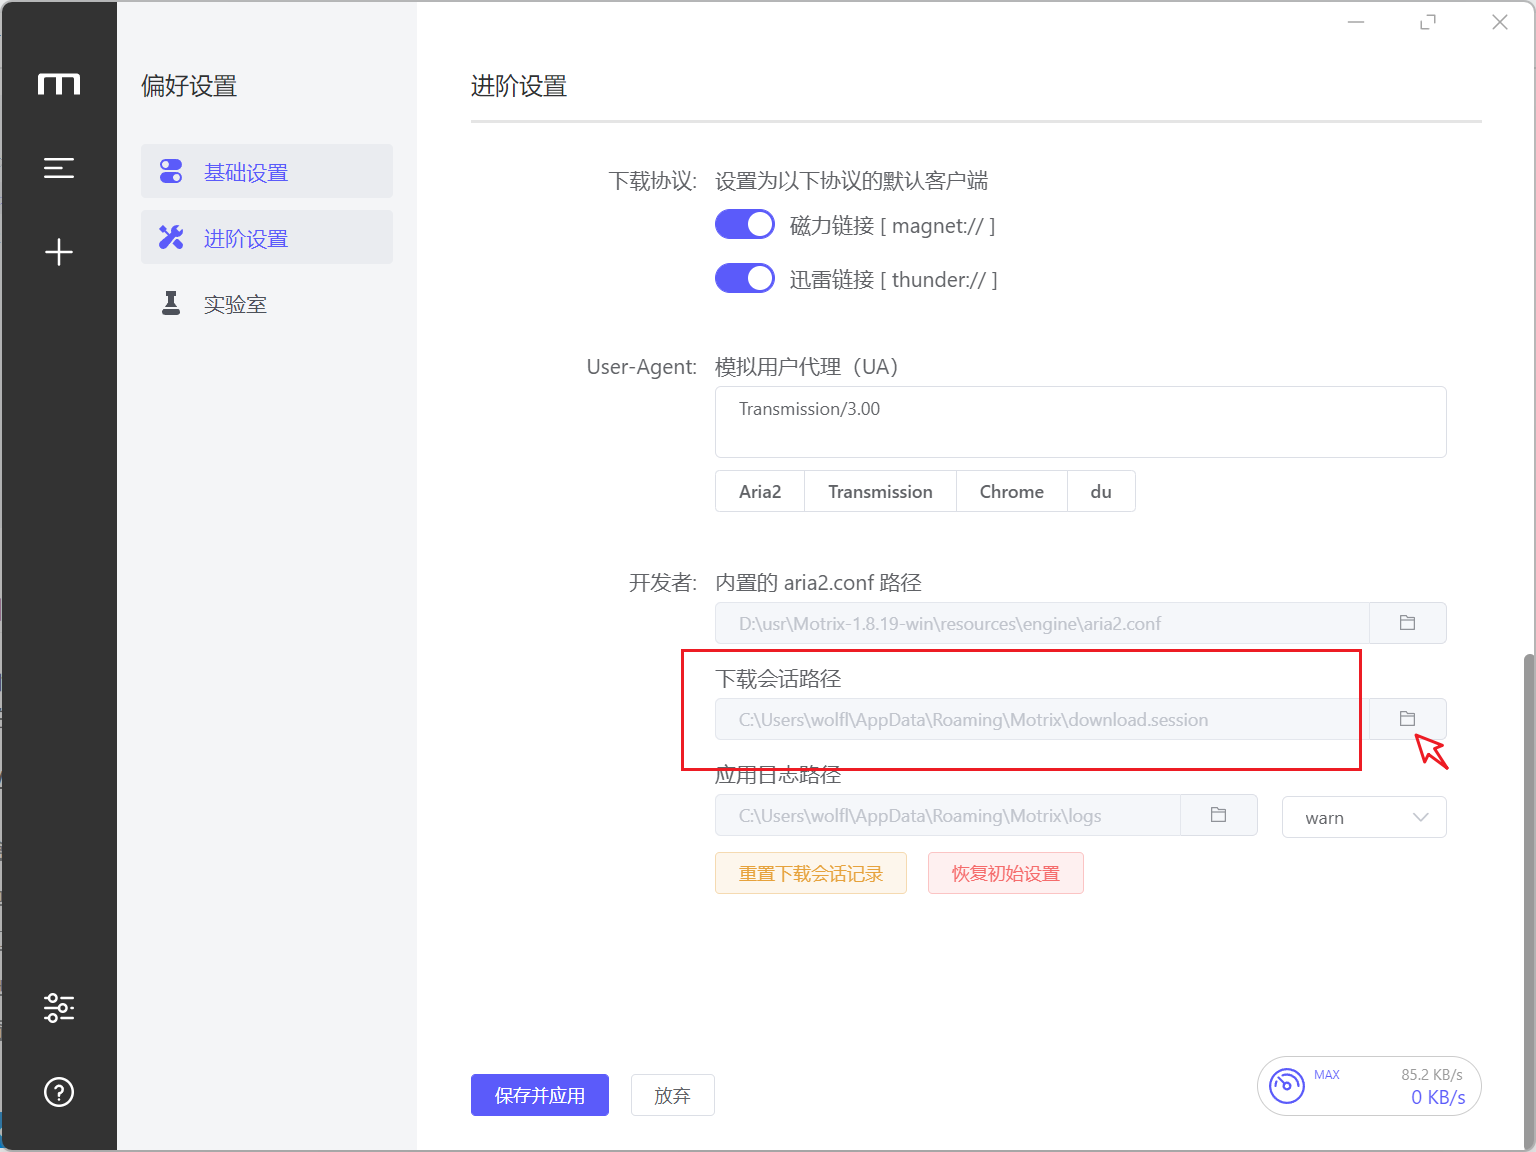 偏好设置
基础设置
进阶设置
实验室
进阶设置
下载协议: 设置为以下协议的默认客户端
磁力链接 [ magnet:// ]
迅雷链接 [ thunder:// ]
User-Agent: 模拟用户代理（UA）
Transmission/3.00
Aria2 Transmission Chrome du
开发者: 内置的 aria2.conf 路径
D:\usr\Motrix-1.8.19-win\resources\engine\aria2.conf
下载会话路径
C:\Users\wolfl\AppData\Roaming\Motrix\download.session
应用日志路径
C:\Users\wolfl\AppData\Roaming\Motrix\logs warn
重置下载会话记录 恢复初始设置
保存并应用 放弃
MAX 85.2 KB/s
0 KB/s